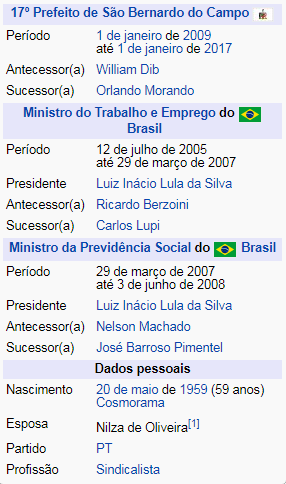 17º Prefeito de São Bernardo do Campo
Período 1 de janeiro de 2009
até 1 de janeiro de 2017
Antecessor(a) William Dib
Sucessor(a) Orlando Morando
Ministro do Trabalho e Emprego do
Brasil
Período 12 de julho de 2005
até 29 de março de 2007
Presidente Luiz Inácio Lula da Silva
Antecessor(a) Ricardo Berzoini
Sucessor(a) Carlos Lupi
Ministro da Previdência Social do Brasil
Período 29 de março de 2007
até 3 de junho de 2008
Presidente Luiz Inácio Lula da Silva
Antecessor(a) Nelson Machado
Sucessor(a) José Barroso Pimentel
Dados pessoais
Nascimento 20 de maio de 1959 (59 anos)
Cosmorama
Esposa Nilza de Oliveira[1]
Partido PT
Profissão Sindicalista